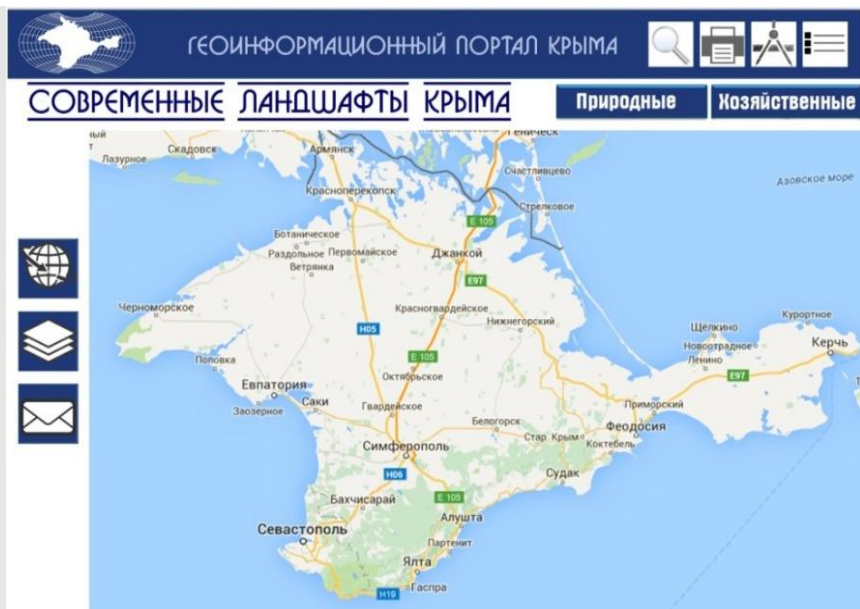 ГЕОИНФОРМАЦИОННЫЙ ПОРТАЛ КРЫМА
СОВРЕМЕННЫЕ ЛАНДШАФТЫ КРЫМА
Природные
Хозяйственные
Геническ
Скадовск
Армянск
Лазурное
Счастливцево
Азовское море
Красноперекопск
Стрелковое
E 105
Ботаническое
Раздольное Первомайское
Джанкой
Ветрянка
E97
Черноморское
Красногвардейское
Нижнегорский
Курортное
H05
Щёлкино
Новоотрадное
Керчь
Поповка
E 105
Ленино
Октябрьское
E97
Евпатория
Саки
Заозерное
Гвардейское
Приморский
Белогорск
Феодосия
Стар. Крым
Коктебель
Симферополь
H06
Судак
Бахчисарай
E 105
Алушта
Севастополь
Партенит
Ялта
Гаспра
H19